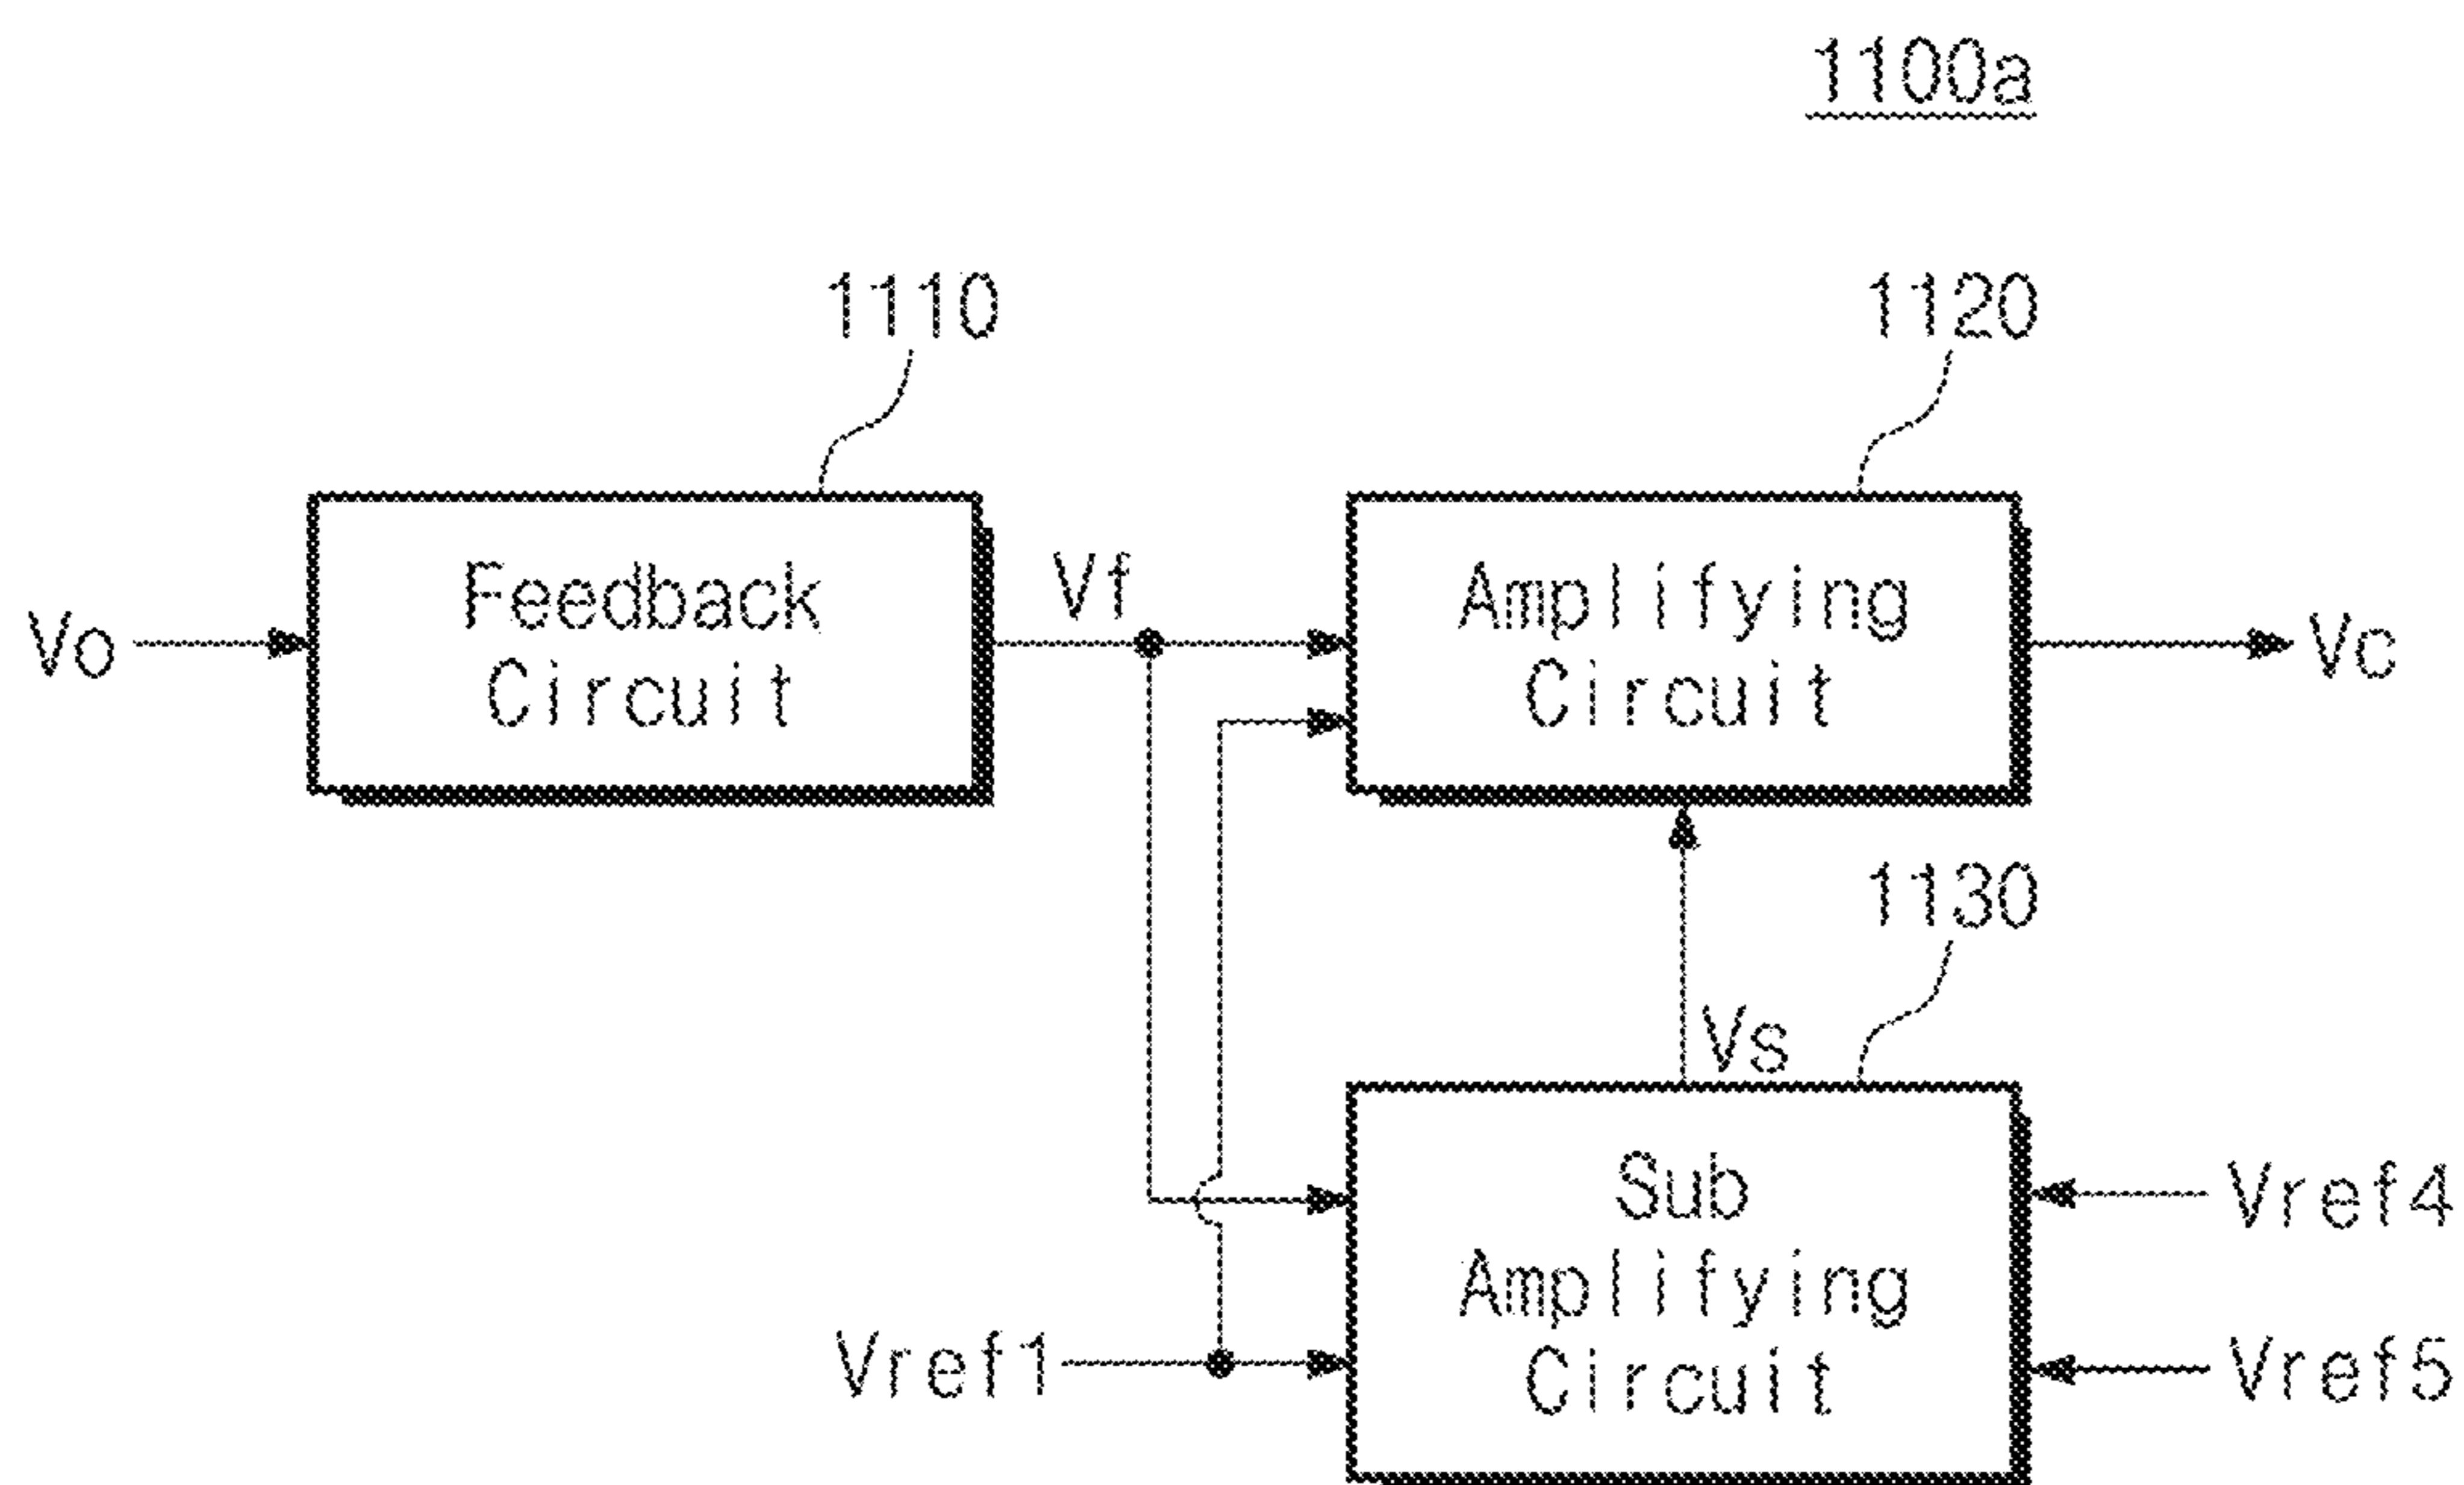 1100a
1110
1120
Vo
Feedback
Circuit
Vf
Amplifying
Circuit
Vc
1130
Vs
Sub
Amplifying
Circuit
Vref4
Vref1
Vref5